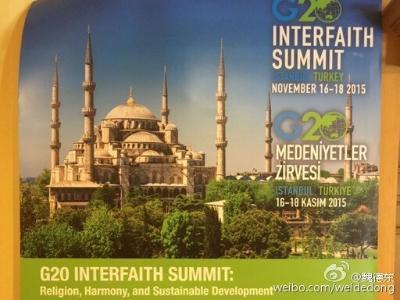 G20
INTERFAITH
SUMMIT
ISTANBUL TURKEY
NOVEMBER 16-18 2015
G20
MEDENİYETLER
ZİRVESİ
İSTANBUL TÜRKİYE
16-18 KASIM 2015
G20 INTERFAITH SUMMIT:
Religion, Harmony, and Sustainable Development
@魏德东
weibo.com/weidedong